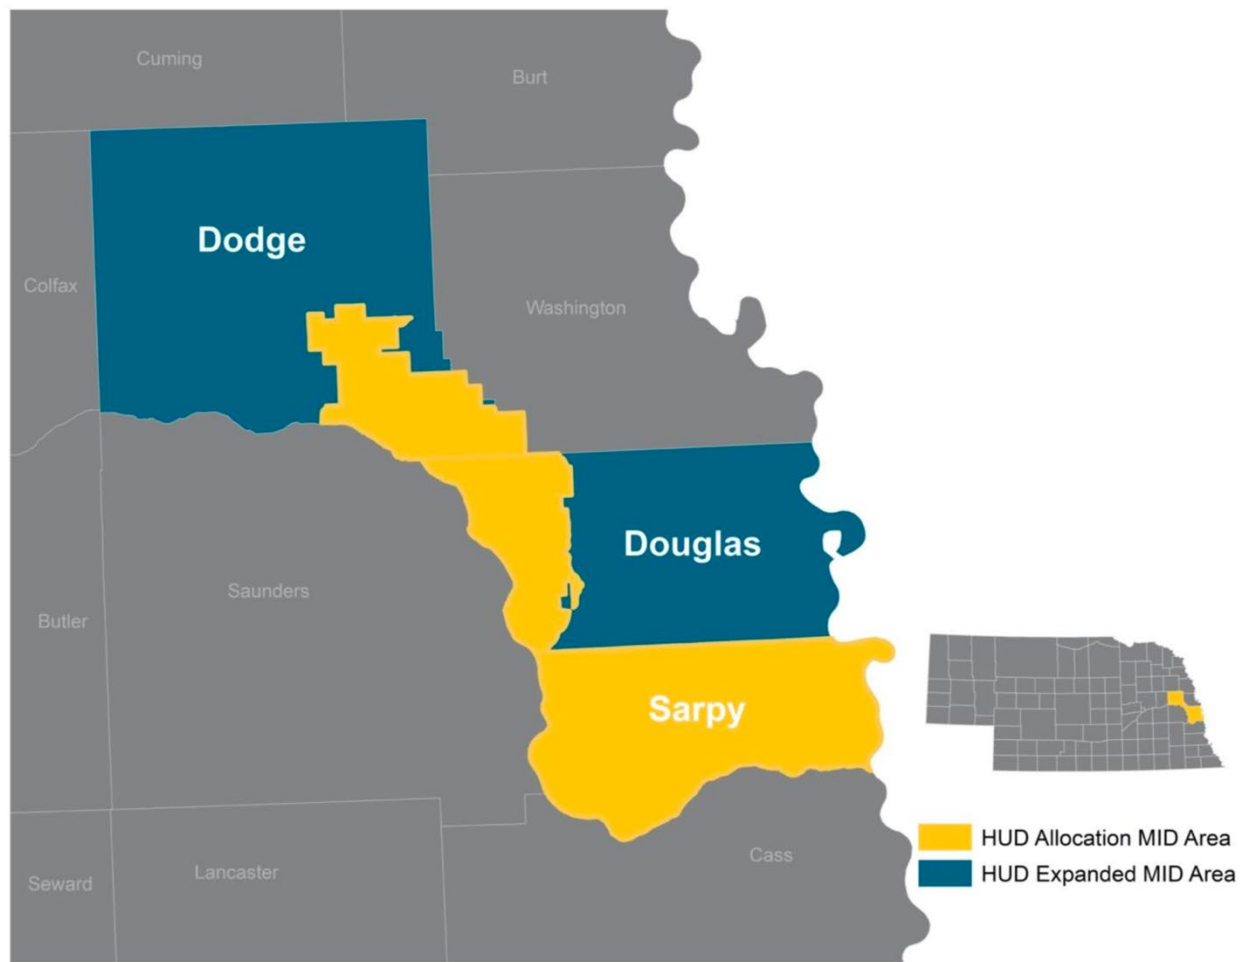 Cuming
Burt
Dodge
Colfax
Washington
Douglas
Saunders
Butler
Sarpy
HUD Allocation MID Area
HUD Expanded MID Area
Cass
Lancaster
Seward